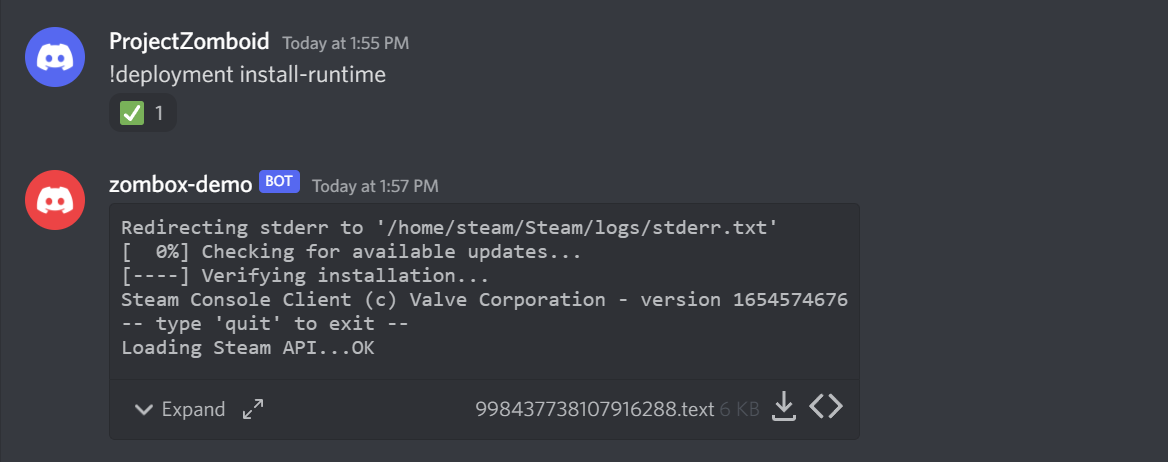 ProjectZomboid Today at 1:55 PM
!deployment install-runtime
✅ 1
zombox-demo BOT Today at 1:57 PM
Redirecting stderr to '/home/steam/Steam/logs/stderr.txt'
[  0%] Checking for available updates...
[----] Verifying installation...
Steam Console Client (c) Valve Corporation - version 1654574676
-- type 'quit' to exit --
Loading Steam API...OK
Expand 998437738107916288.text 6 KB